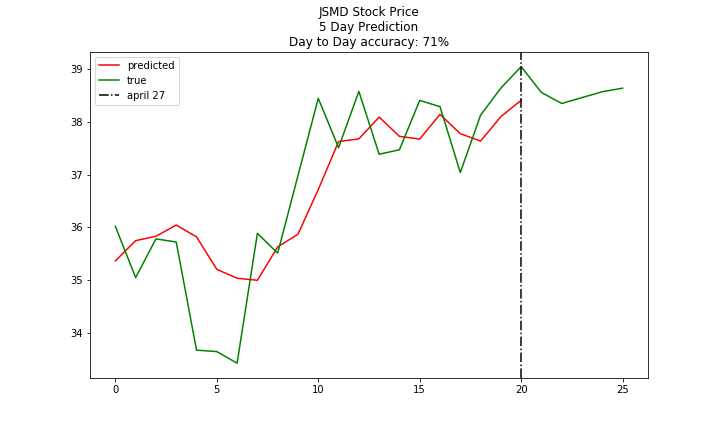 JSMD Stock Price
5 Day Prediction
Day to Day accuracy: 71%
predicted
true
april 27
39
38
37
36
35
34
0
5
10
15
20
25